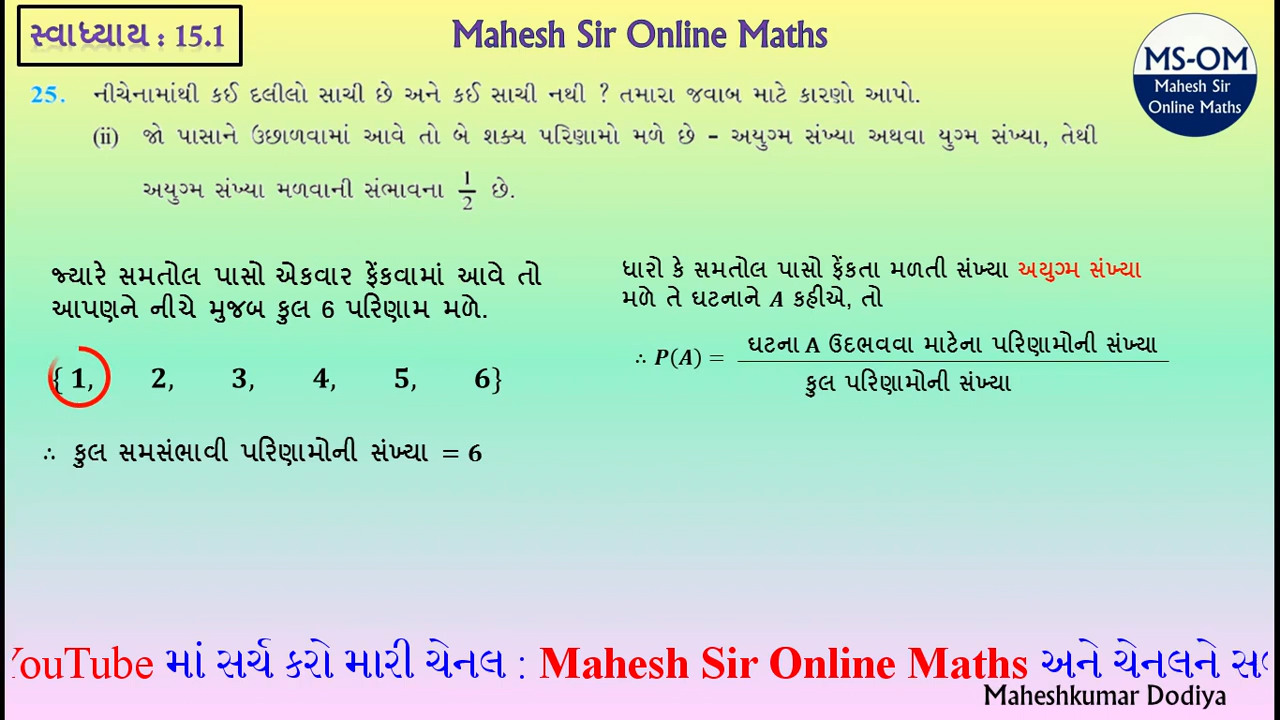 સ્વાધ્યાય : 15.1
Mahesh Sir Online Maths
MS-OM
Mahesh Sir
Online Maths
25. નીચેનામાંથી કઈ દલીલો સાચી છે અને કઈ સાચી નથી ? તમારા જવાબ માટે કારણો આપો.
(ii) જો પાસાને ઉછાળવામાં આવે તો બે શક્ય પરિણામો મળે છે – અયુગ્મ સંખ્યા અથવા યુગ્મ સંખ્યા, તેથી
અયુગ્મ સંખ્યા મળવાની સંભાવના 1/2 છે.
જ્યારે સમતોલ પાસો એકવાર ફેંકવામાં આવે તો
આપણને નીચે મુજબ કુલ 6 પરિણામ મળે.
{ 1, 2, 3, 4, 5, 6}
∴ કુલ સમસંભાવી પરિણામોની સંખ્યા = 6
ધારો કે સમતોલ પાસો ફેંકતા મળતી સંખ્યા અયુગ્મ સંખ્યા
મળે તે ઘટનાને A કહીએ, તો
∴ P(A) = ઘટના A ઉદભવવા માટેના પરિણામોની સંખ્યા
કુલ પરિણામોની સંખ્યા
YouTube માં સર્ચ કરો મારી ચેનલ : Mahesh Sir Online Maths અને ચેનલને
Maheshkumar Dodiya